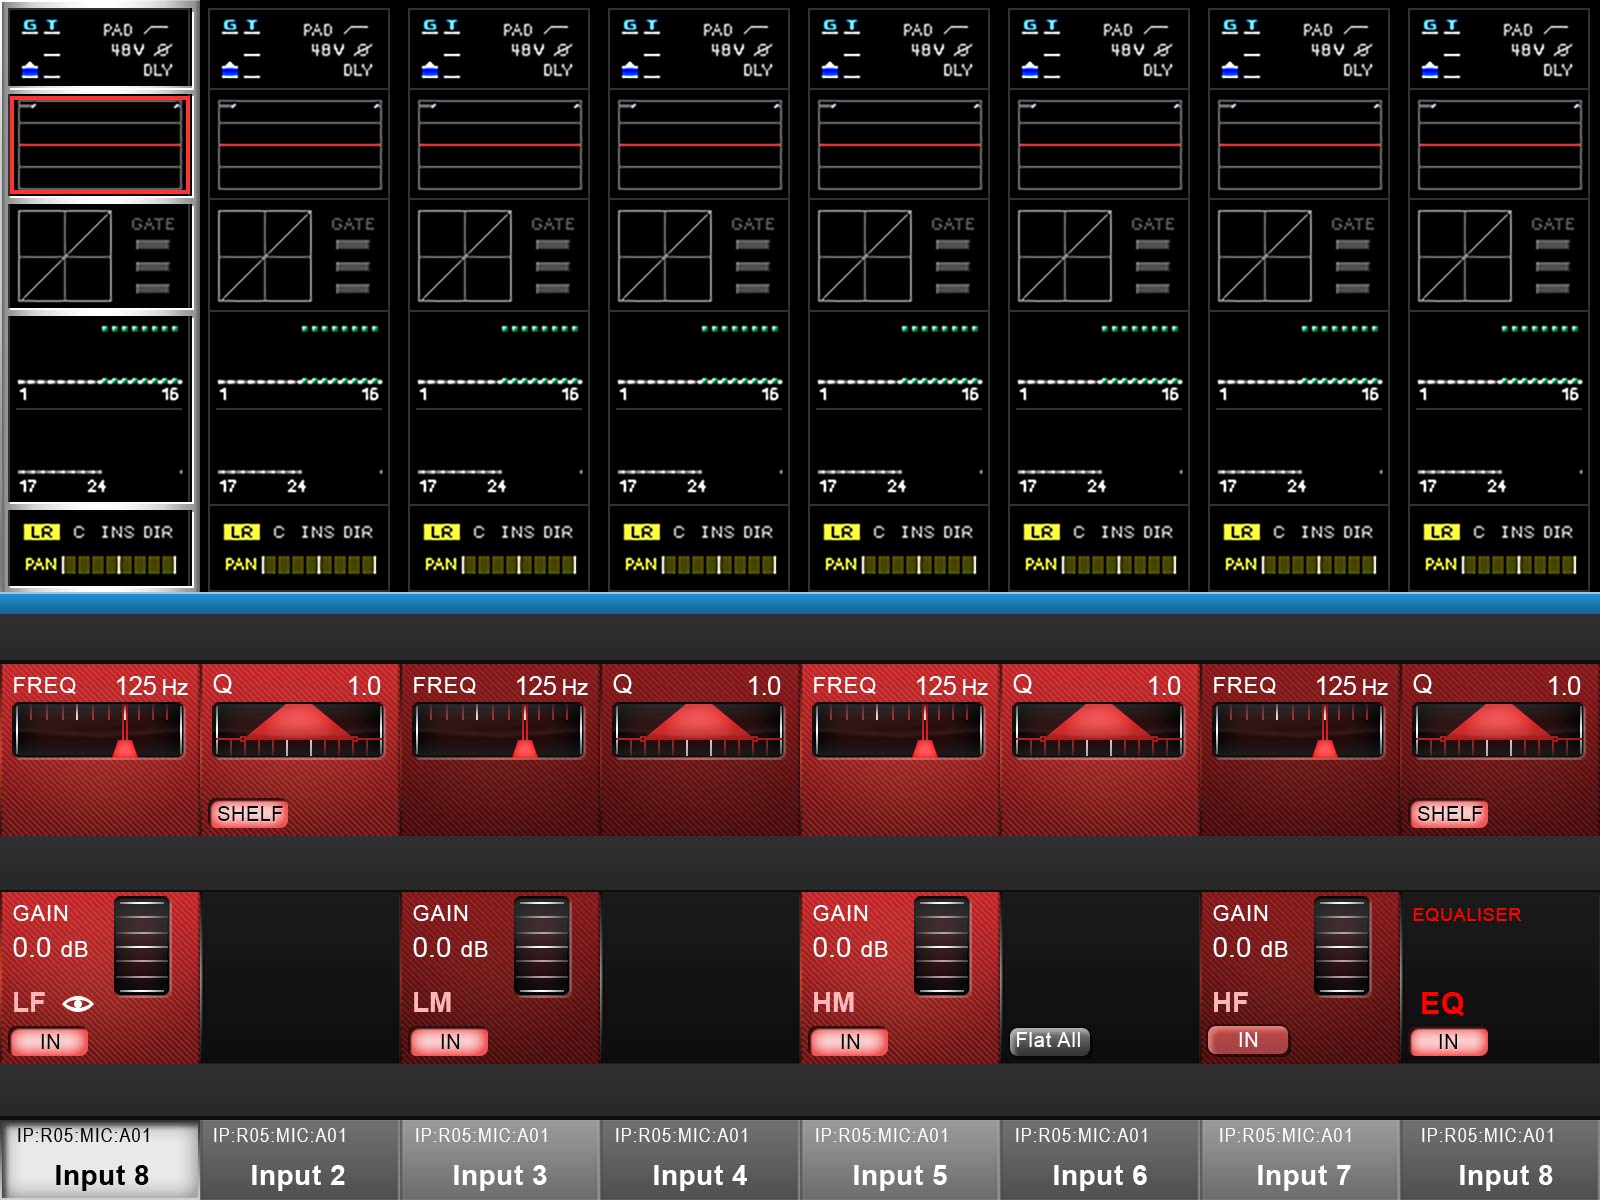 G T PAD G T PAD G T PAD G T PAD G T PAD G T PAD G T PAD G T PAD
48V 48V 48V 48V 48V 48V 48V 48V
DLY DLY DLY DLY DLY DLY DLY DLY
GATE GATE GATE GATE GATE GATE GATE GATE
1 16 1 16 1 16 1 16 1 16 1 16 1 16 1 16
17 24 17 24 17 24 17 24 17 24 17 24 17 24 17 24
LR C INS DIR LR C INS DIR LR C INS DIR LR C INS DIR LR C INS DIR LR C INS DIR LR C INS DIR LR C INS DIR
PAN PAN PAN PAN PAN PAN PAN PAN
FREQ 125 Hz Q 1.0 FREQ 125 Hz Q 1.0 FREQ 125 Hz Q 1.0 FREQ 125 Hz Q 1.0
SHELF SHELF
GAIN GAIN GAIN GAIN EQUALISER
0.0 dB 0.0 dB 0.0 dB 0.0 dB
LF LM HM HF EQ
IN IN IN Flat All IN IN
IP:R05:MIC:A01 IP:R05:MIC:A01 IP:R05:MIC:A01 IP:R05:MIC:A01 IP:R05:MIC:A01 IP:R05:MIC:A01 IP:R05:MIC:A01 IP:R05:MIC:A01
Input 8 Input 2 Input 3 Input 4 Input 5 Input 6 Input 7 Input 8